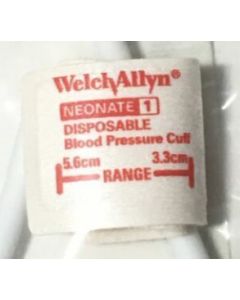 WelchAllyn®
NEONATE 1
DISPOSABLE
Blood Pressure Cuff
5.6cm 3.3cm
RANGE